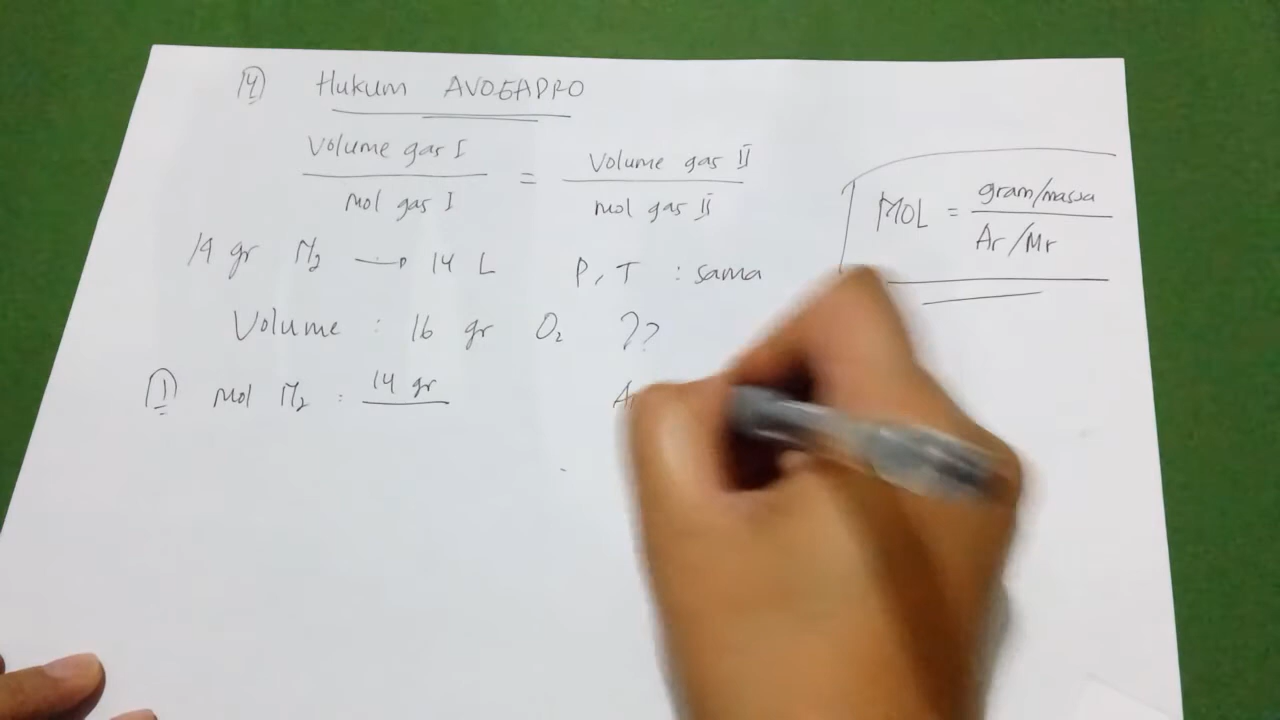 14) Hukum AVOGADRO
Volume gas I / mol gas I = Volume gas II / mol gas II
MOL = gram/massa / Ar/Mr
14 gr N₂ → 14 L P, T : sama
Volume : 16 gr O₂ ??
① mol N₂ : 14 gr